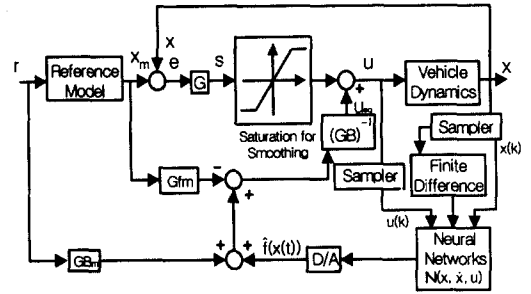 r
Reference
Model
x_m
x
e
G
s
Saturation for
Smoothing
u
+
U_eq
(GB)^-1
Vehicle
Dynamics
x
Sampler
x(k)
Finite
Difference
Sampler
u(k)
Gfm
−
+
+
+
GB_m
f̂(x(t))
D/A
Neural
Networks
N(x, ẋ, u)